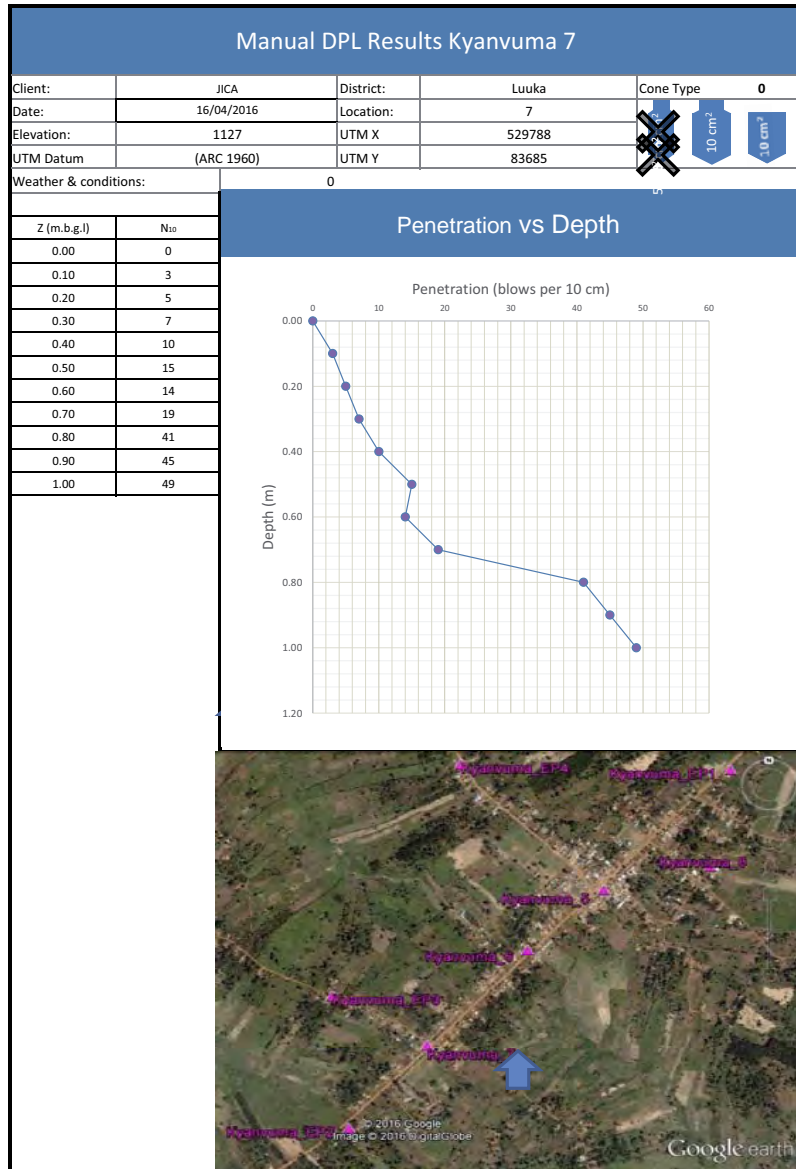 Manual DPL Results Kyanvuma 7
Client: JICA District: Luuka Cone Type 0
Date: 16/04/2016 Location: 7
Elevation: 1127 UTM X 529788
UTM Datum (ARC 1960) UTM Y 83685
10 cm²
10 cm²
Weather & conditions: 0
Z (m.b.g.l) N10
0.00 0
0.10 3
0.20 5
0.30 7
0.40 10
0.50 15
0.60 14
0.70 19
0.80 41
0.90 45
1.00 49
Penetration vs Depth
Penetration (blows per 10 cm)
0 10 20 30 40 50 60
0.00
0.20
0.40
0.60
0.80
1.00
1.20
Depth (m)
Kyanvuma_EP4
Kyanvuma_EP1
Kyanvuma_5
Kyanvuma_EP3
© 2016 Google
Image © 2016 DigitalGlobe
Google earth